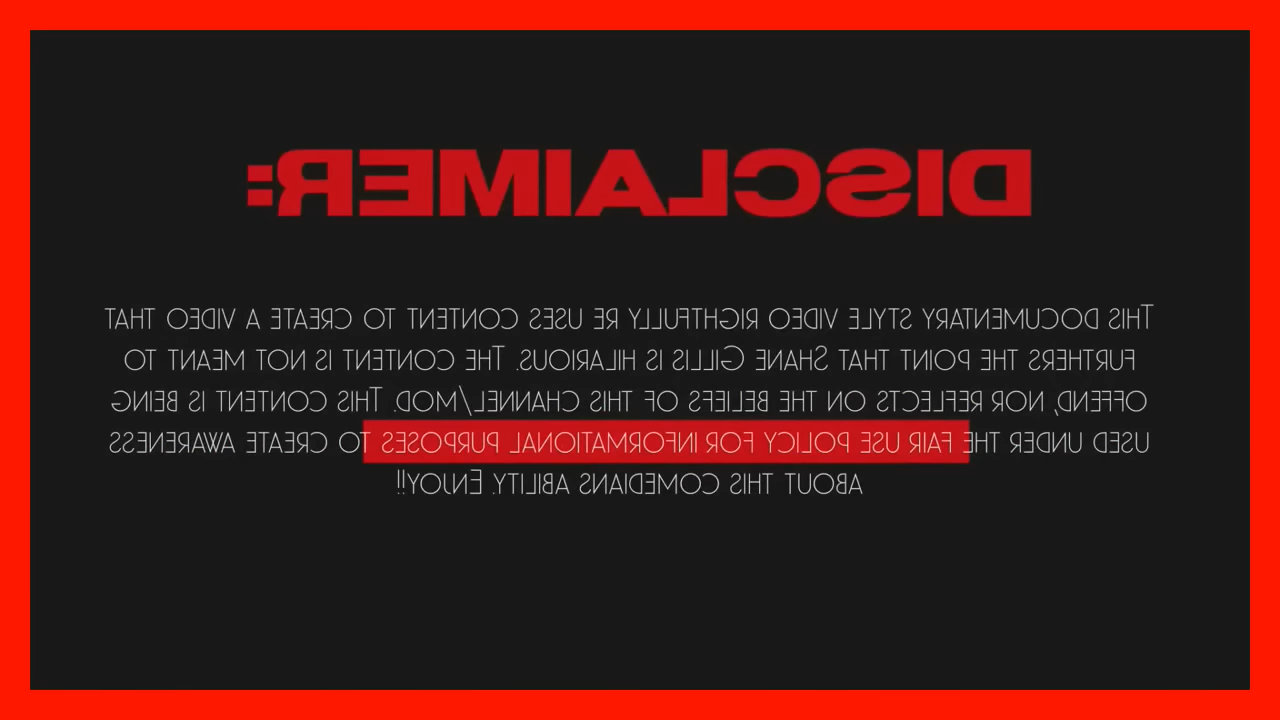 DISCLAIMER:
THIS DOCUMENTARY STYLE VIDEO RIGHTFULLY RE USES CONTENT TO CREATE A VIDEO THAT
FURTHERS THE POINT THAT SHANE GILLIS IS HILARIOUS. THE CONTENT IS NOT MEANT TO
OFFEND, NOR REFLECTS ON THE BELIEFS OF THIS CHANNEL/MOD. THIS CONTENT IS BEING
USED UNDER THE FAIR USE POLICY FOR INFORMATIONAL PURPOSES TO CREATE AWARENESS
ABOUT THIS COMEDIANS ABILITY. ENJOY!!